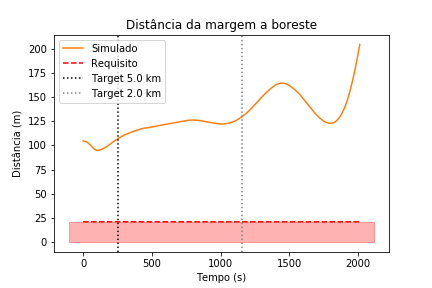 Distância da margem a boreste
Simulado
Requisito
Target 5.0 km
Target 2.0 km
Distância (m)
200
175
150
125
100
75
50
25
0
0
500
1000
1500
2000
Tempo (s)